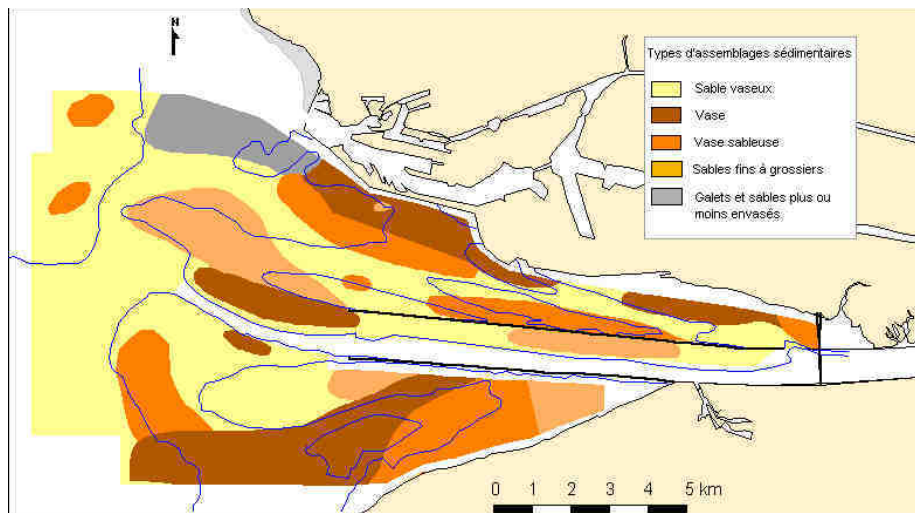 N
Types d'assemblages sédimentaires
Sable vaseux
Vase
Vase sableuse
Sables fins à grossiers
Galets et sables plus ou
moins envasés
0 1 2 3 4 5 km